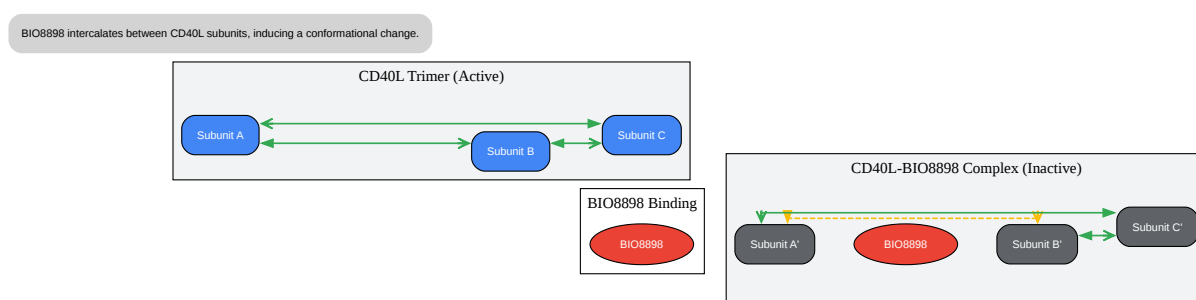 BIO8898 intercalates between CD40L subunits, inducing a conformational change.
CD40L Trimer (Active)
Subunit A
Subunit B
Subunit C
BIO8898 Binding
BIO8898
CD40L-BIO8898 Complex (Inactive)
Subunit A'
BIO8898
Subunit B'
Subunit C'